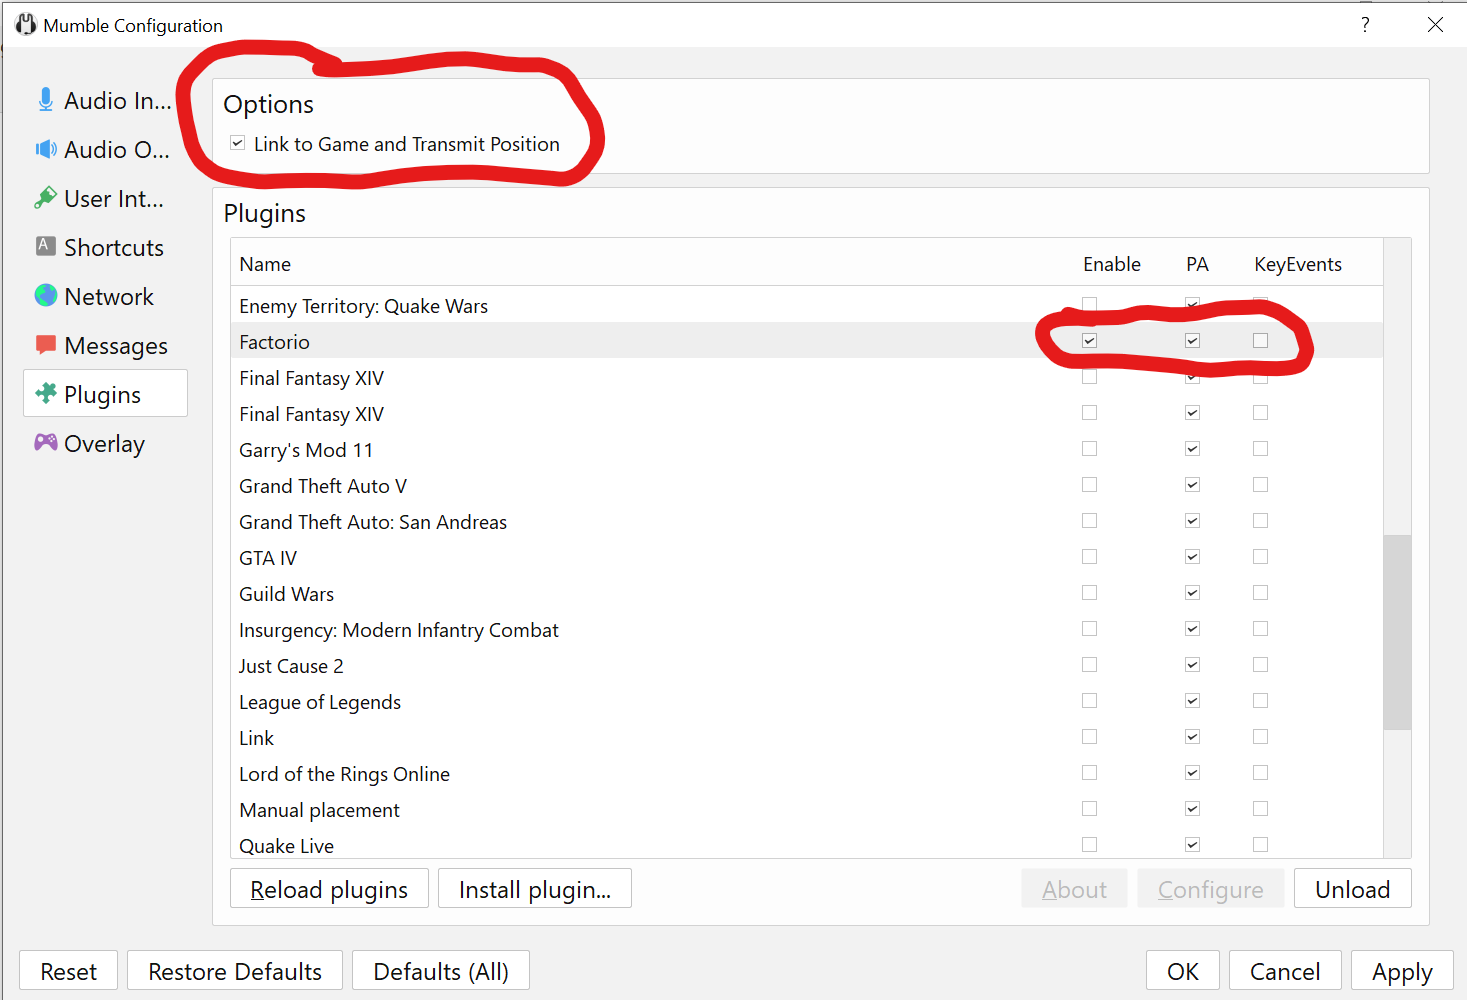 Mumble Configuration
?
Audio In...
Audio O...
User Int...
A Shortcuts
Network
Messages
Plugins
Overlay
Options
Link to Game and Transmit Position
Plugins
Name Enable PA KeyEvents
Enemy Territory: Quake Wars
Factorio
Final Fantasy XIV
Final Fantasy XIV
Garry's Mod 11
Grand Theft Auto V
Grand Theft Auto: San Andreas
GTA IV
Guild Wars
Insurgency: Modern Infantry Combat
Just Cause 2
League of Legends
Link
Lord of the Rings Online
Manual placement
Quake Live
Reload plugins Install plugin... About Configure Unload
Reset Restore Defaults Defaults (All) OK Cancel Apply